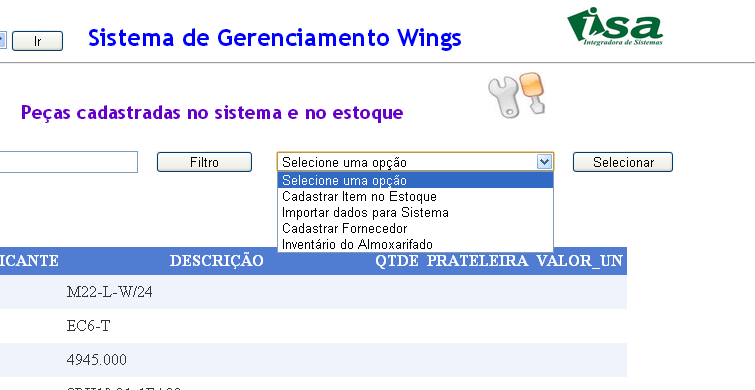 Ir
Sistema de Gerenciamento Wings
isa
Integradora de Sistemas
Peças cadastradas no sistema e no estoque
Filtro
Selecione uma opção
Selecionar
Selecione uma opção
Cadastrar Item no Estoque
Importar dados para Sistema
Cadastrar Fornecedor
Inventário do Almoxarifado
ICANTE DESCRIÇÃO QTDE PRATELEIRA VALOR_UN
M22-L-W/24
EC6-T
4945.000